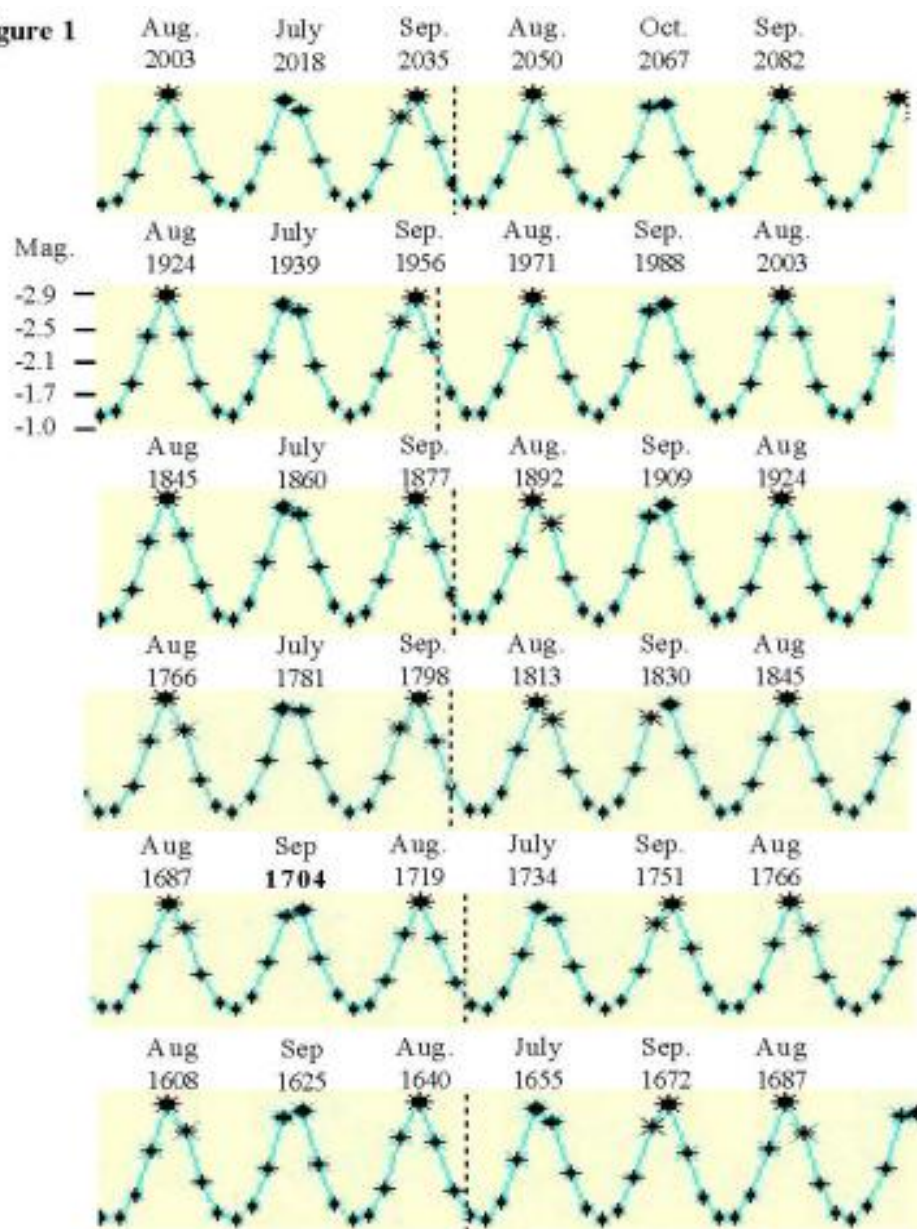 gure 1
Aug. July Sep. Aug. Oct. Sep.
2003 2018 2035 2050 2067 2082
Aug July Sep. Aug. Sep. Aug.
Mag. 1924 1939 1956 1971 1988 2003
-2.9
-2.5
-2.1
-1.7
-1.0
Aug July Sep. Aug. Sep. Aug
1845 1860 1877 1892 1909 1924
Aug July Sep. Aug. Sep. Aug
1766 1781 1798 1813 1830 1845
Aug Sep Aug. July Sep. Aug
1687 1704 1719 1734 1751 1766
Aug Sep Aug. July Sep. Aug
1608 1625 1640 1655 1672 1687